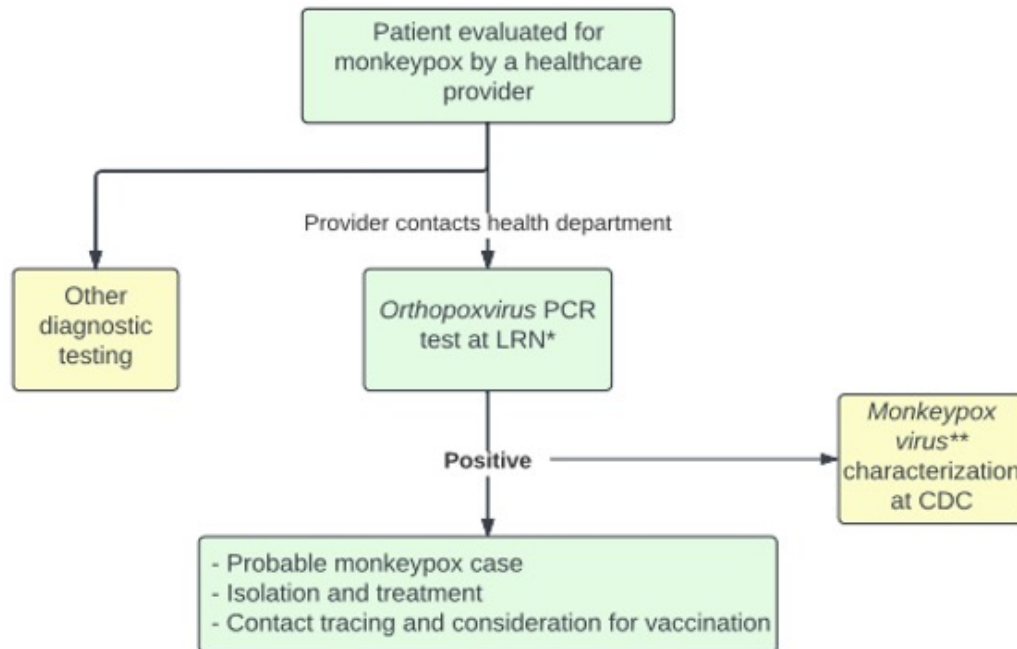 Patient evaluated for
monkeypox by a healthcare
provider
Provider contacts health department
Other
diagnostic
testing
Orthopoxvirus PCR
test at LRN*
Positive
Monkeypox
virus**
characterization
at CDC
- Probable monkeypox case
- Isolation and treatment
- Contact tracing and consideration for vaccination